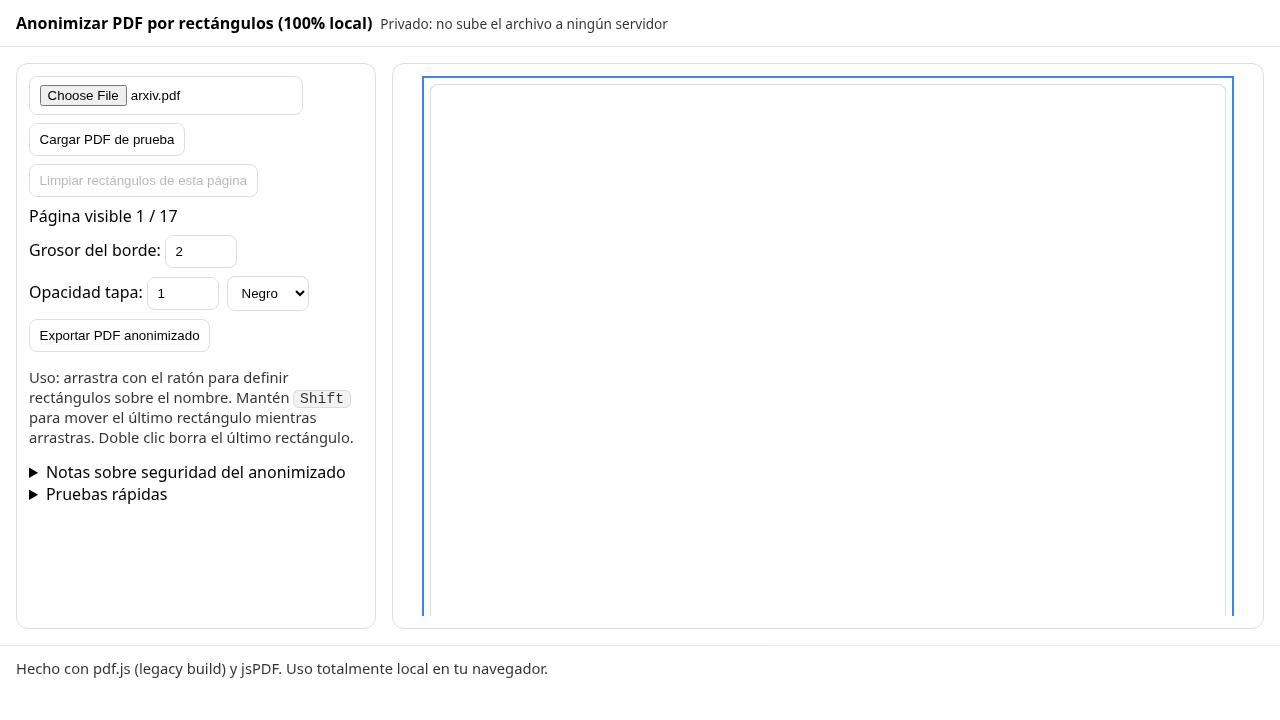 Anonimizar PDF por rectángulos (100% local) Privado: no sube el archivo a ningún servidor
Choose File arxiv.pdf
Cargar PDF de prueba
Limpiar rectángulos de esta página
Página visible 1 / 17
Grosor del borde: 2
Opacidad tapa: 1 Negro
Exportar PDF anonimizado
Uso: arrastra con el ratón para definir
rectángulos sobre el nombre. Mantén Shift
para mover el último rectángulo mientras
arrastras. Doble clic borra el último rectángulo.
Notas sobre seguridad del anonimizado
Pruebas rápidas
Hecho con pdf.js (legacy build) y jsPDF. Uso totalmente local en tu navegador.